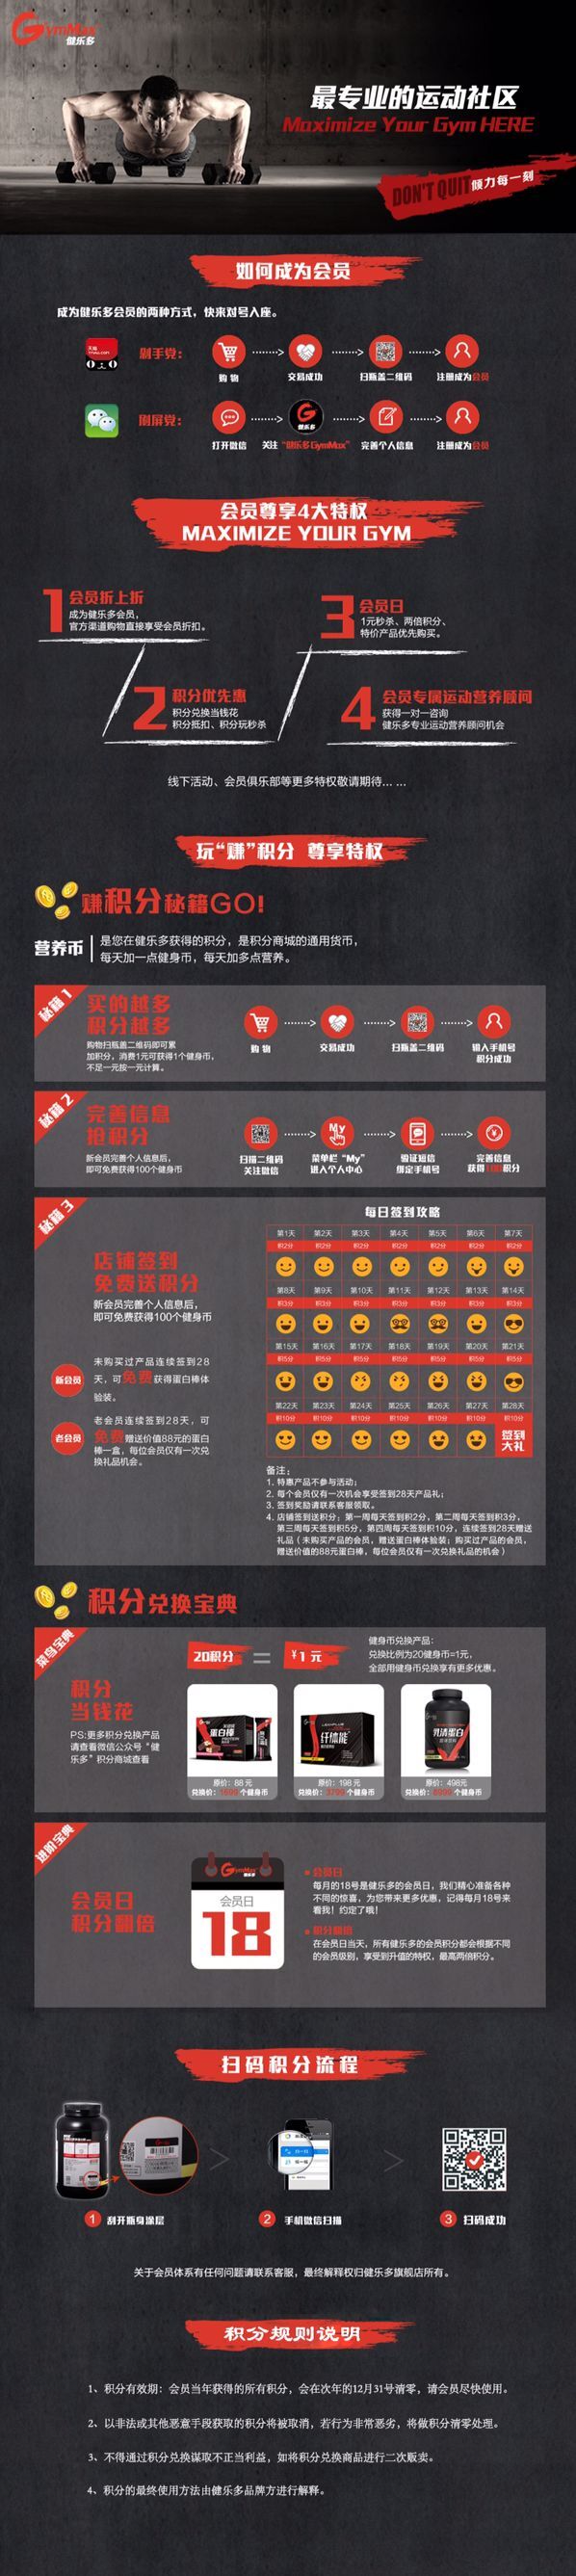 GymMax
健乐多
最专业的运动社区
Maximize Your Gym HERE
DON'T QUIT 倾力每一刻
如何成为会员
成为健乐多会员的两种方式，快来对号入座。
剁手党：
购 物
交易成功
扫瓶盖二维码
注册成为会员
刷屏党：
打开微信
关注“健乐多GymMax”
完善个人信息
注册成为会员
会员尊享4大特权
MAXIMIZE YOUR GYM
1 会员折上折
成为健乐多会员，
官方渠道购物直接享受会员折扣。
3 会员日
1元秒杀、两倍积分、
特价产品优先购买。
2 积分优先惠
积分兑换当钱花
积分抵扣、积分玩秒杀
4 会员专属运动营养顾问
获得一对一咨询
健乐多专业运动营养顾问机会
线下活动、会员俱乐部等更多特权敬请期待... ...
玩“赚”积分 尊享特权
赚积分秘籍GO!
营养币
是您在健乐多获得的积分，是积分商城的通用货币，
每天加一点健身币，每天加多点营养。
秘籍 1
买的越多
积分越多
购物扫瓶盖二维码即可累
加积分，消费1元可获得1个健身币，
不足一元按一元计算。
购 物
交易成功
扫瓶盖二维码
输入手机号
积分成功
秘籍 2
完善信息
抢积分
新会员完善个人信息后，
即可免费获得100个健身币
扫描二维码
关注微信
菜单栏“My”
进入个人中心
验证短信
绑定手机号
完善信息
获得100积分
秘籍 3
店铺签到
免费送积分
新会员完善个人信息后，
即可免费获得100个健身币
新会员
未购买过产品连续签到28
天，可免费获得蛋白棒体
验装。
老会员
老会员连续签到28天，可
免费赠送价值88元的蛋白
棒一盒，每位会员仅有一次兑
换礼品机会。
每日签到攻略
第1天 第2天 第3天 第4天 第5天 第6天 第7天
积2分 积2分 积2分 积2分 积2分 积2分 积2分
第8天 第9天 第10天 第11天 第12天 第13天 第14天
积3分 积3分 积3分 积3分 积3分 积3分 积3分
第15天 第16天 第17天 第18天 第19天 第20天 第21天
积5分 积5分 积5分 积5分 积5分 积5分 积5分
第22天 第23天 第24天 第25天 第26天 第27天 第28天
积10分 积10分 积10分 积10分 积10分 积10分 积10分
签到
大礼
备注：
1. 特惠产品不参与活动；
2. 每个会员仅有一次机会享受签到28天产品礼；
3. 签到奖励请联系客服领取。
4. 店铺签到送积分：第一周每天签到积2分，第二周每天签到积3分，
第三周每天签到积5分，第四周每天签到积10分，连续签到28天赠送
礼品（未购买产品的会员，赠送蛋白棒体验装；购买过产品的会员，
赠送价值的88元蛋白棒，每位会员仅有一次兑换礼品的机会）
积分兑换宝典
菜鸟宝典
积分
当钱花
PS:更多积分兑换产品
请查看微信公众号“健
乐多”积分商城查看
20积分 = ¥1 元
健身币兑换产品：
兑换比例为20健身币=1元，
全部用健身币兑换享有更多优惠。
蛋白棒
纤体能
乳清蛋白
原价：88 元
兑换价：
个健身币
原价：198 元
兑换价：
个健身币
原价：498元
兑换价：
个健身币
进阶宝典
会员日
积分翻倍
GymMax
健乐多
会员日
18
会员日
每月的18号是健乐多的会员日，我们精心准备各种
不同的惊喜，为您带来更多优惠，记得每月18号来
看我！约定了哦！
积分翻倍
在会员日当天，所有健乐多的会员积分都会根据不同
的会员级别，享受到升值的特权，最高两倍积分。
扫码积分流程
1 刮开瓶身涂层
2 手机微信扫描
3 扫码成功
关于会员体系有任何问题请联系客服，最终解释权归健乐多旗舰店所有。
积分规则说明
1、积分有效期：会员当年获得的所有积分，会在次年的12月31号清零，请会员尽快使用。
2、以非法或其他恶意手段获取的积分将被取消，若行为非常恶劣，将做积分清零处理。
3、不得通过积分兑换谋取不正当利益，如将积分兑换商品进行二次贩卖。
4、积分的最终使用方法由健乐多品牌方进行解释。